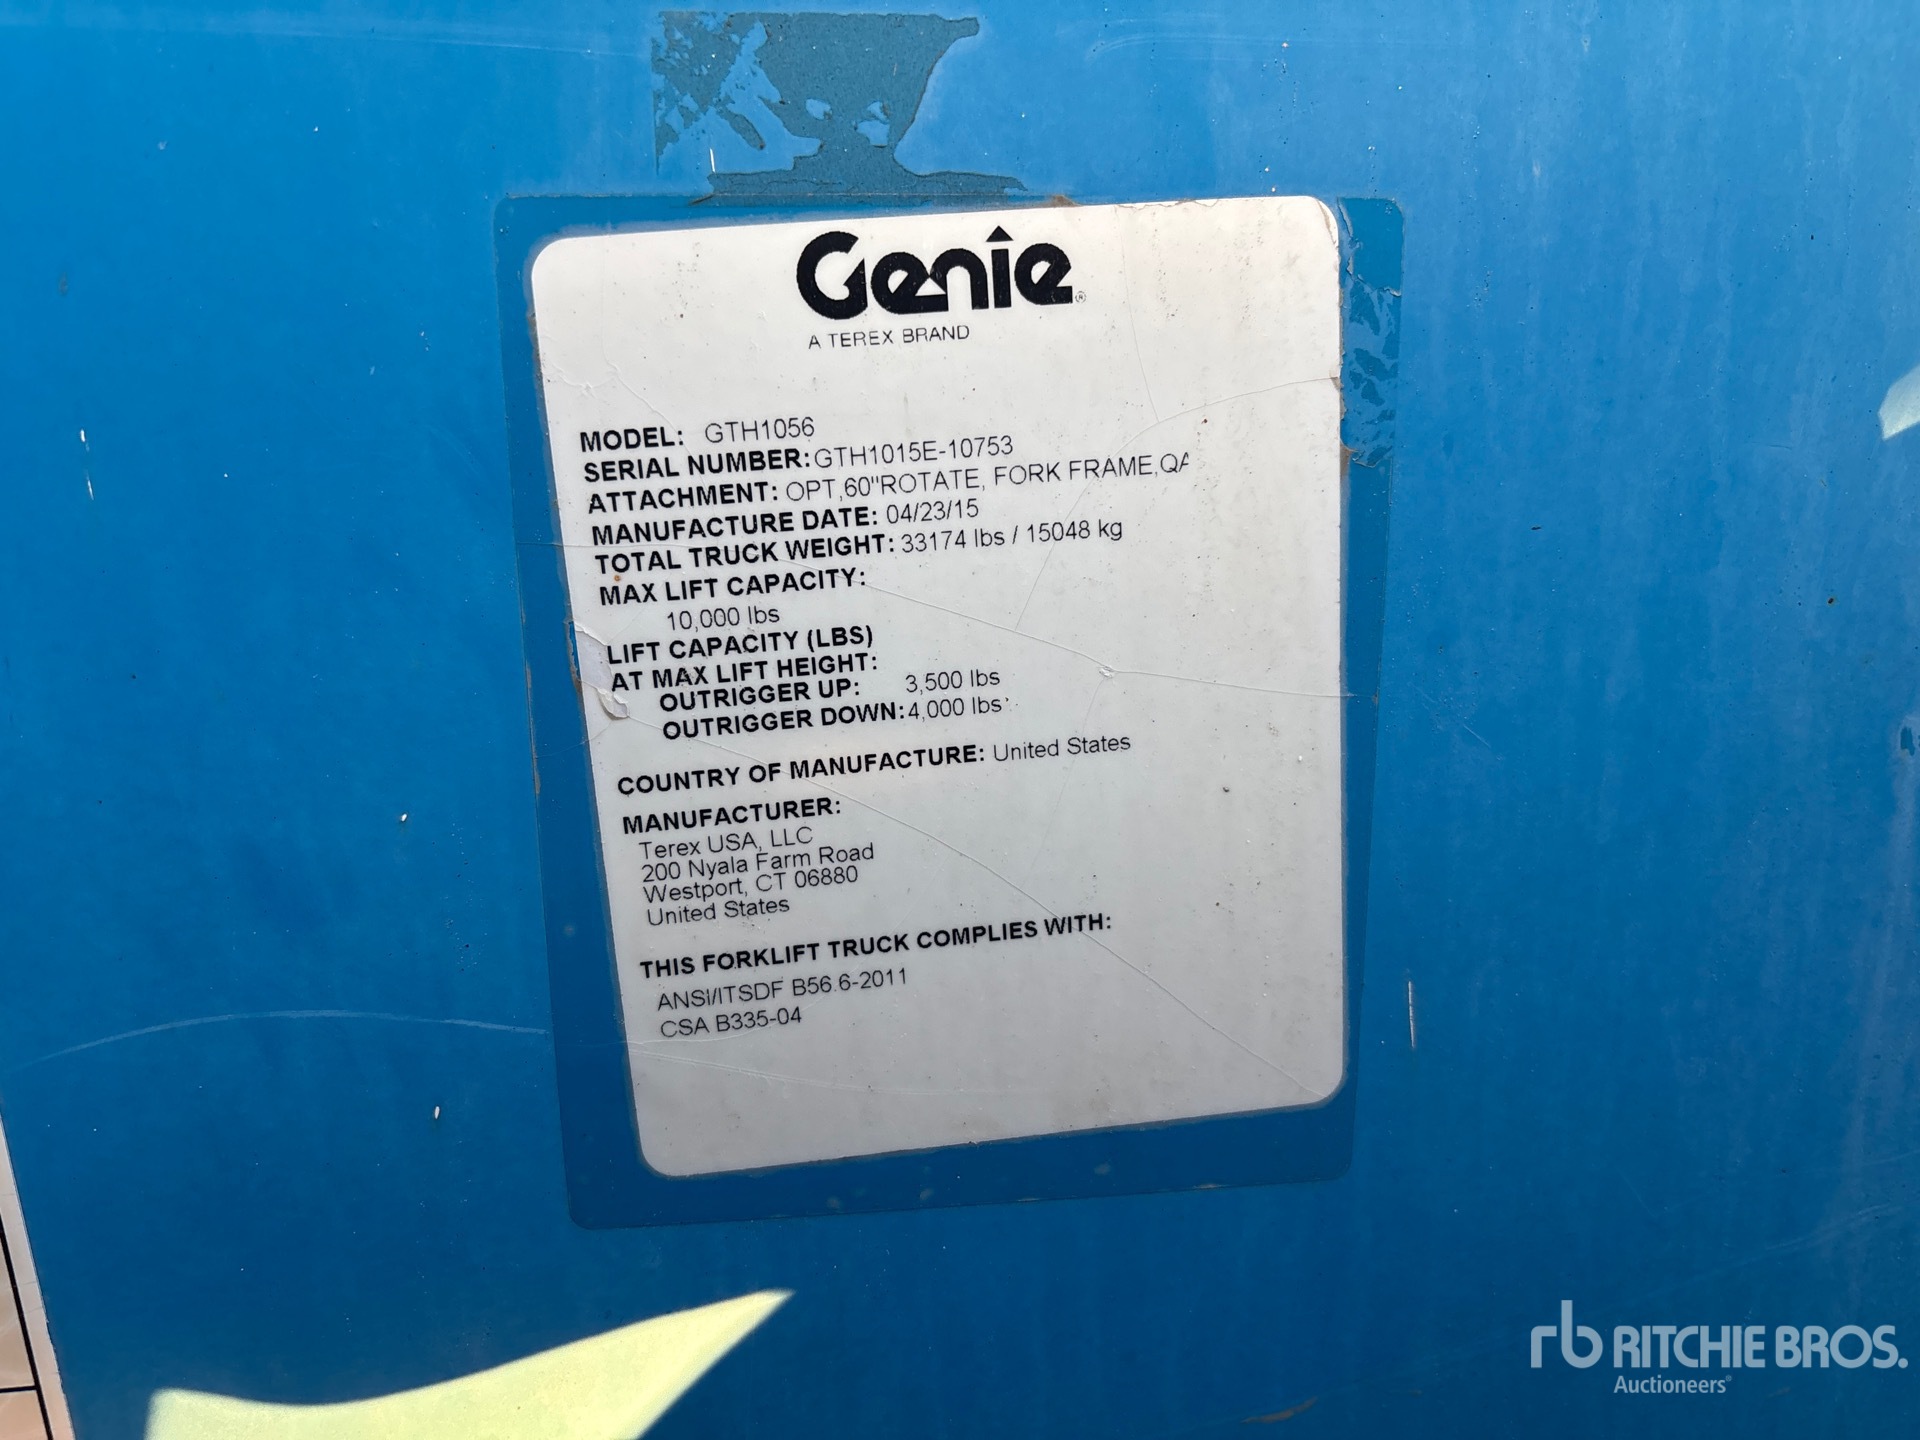 Genie®
A TEREX BRAND
MODEL: GTH1056
SERIAL NUMBER: GTH1015E-10753
ATTACHMENT: OPT,60"ROTATE, FORK FRAME,QA
MANUFACTURE DATE: 04/23/15
TOTAL TRUCK WEIGHT: 33174 lbs / 15048 kg
MAX LIFT CAPACITY:
10,000 lbs
LIFT CAPACITY (LBS)
AT MAX LIFT HEIGHT:
OUTRIGGER UP: 3,500 lbs
OUTRIGGER DOWN: 4,000 lbs
COUNTRY OF MANUFACTURE: United States
MANUFACTURER:
Terex USA, LLC
200 Nyala Farm Road
Westport, CT 06880
United States
THIS FORKLIFT TRUCK COMPLIES WITH:
ANSI/ITSDF B56.6-2011
CSA B335-04
rb RITCHIE BROS.
Auctioneers®